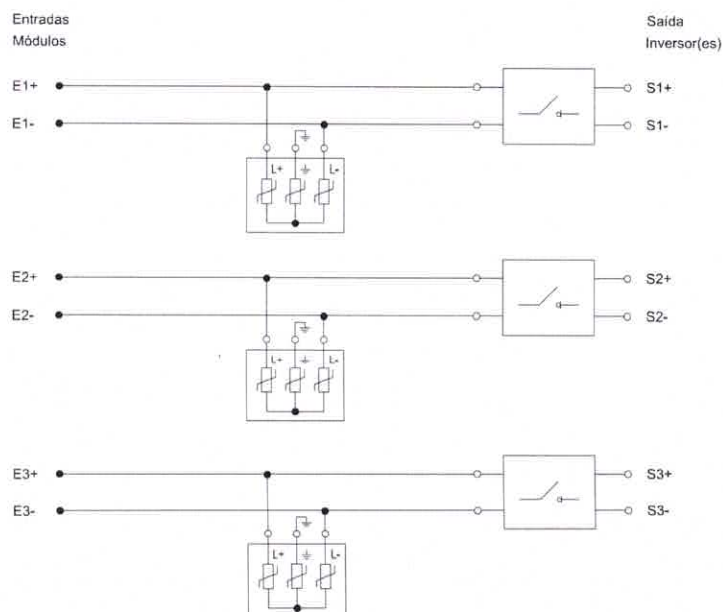 Entradas
Módulos
Saída
Inversor(es)
E1+
S1+
E1-
S1-
L+
L-
E2+
S2+
E2-
S2-
L+
L-
E3+
S3+
E3-
S3-
L+
L-